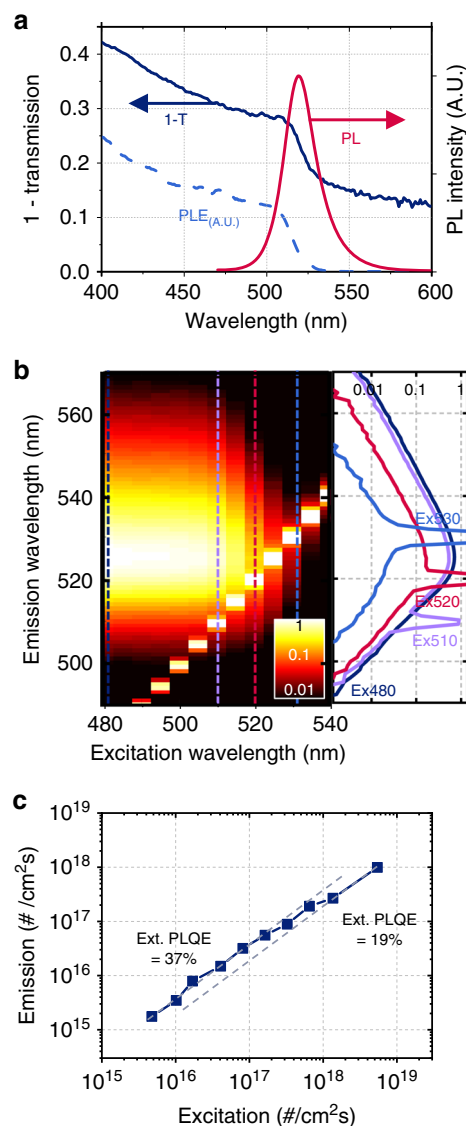 a
1 - transmission
0.4
0.3
0.2
0.1
0.0
1-T
PL
PLE(A.U.)
PL intensity (A.U.)
400 450 500 550 600
Wavelength (nm)
b
Emission wavelength (nm)
560
540
520
500
0.01 0.1 1
Ex530
Ex520
Ex510
Ex480
1
0.1
0.01
480 500 520 540
Excitation wavelength (nm)
c
Emission (# /cm²s)
10¹⁹
10¹⁸
10¹⁷
10¹⁶
10¹⁵
Ext. PLQE
= 37%
Ext. PLQE
= 19%
10¹⁵ 10¹⁶ 10¹⁷ 10¹⁸ 10¹⁹
Excitation (#/cm²s)